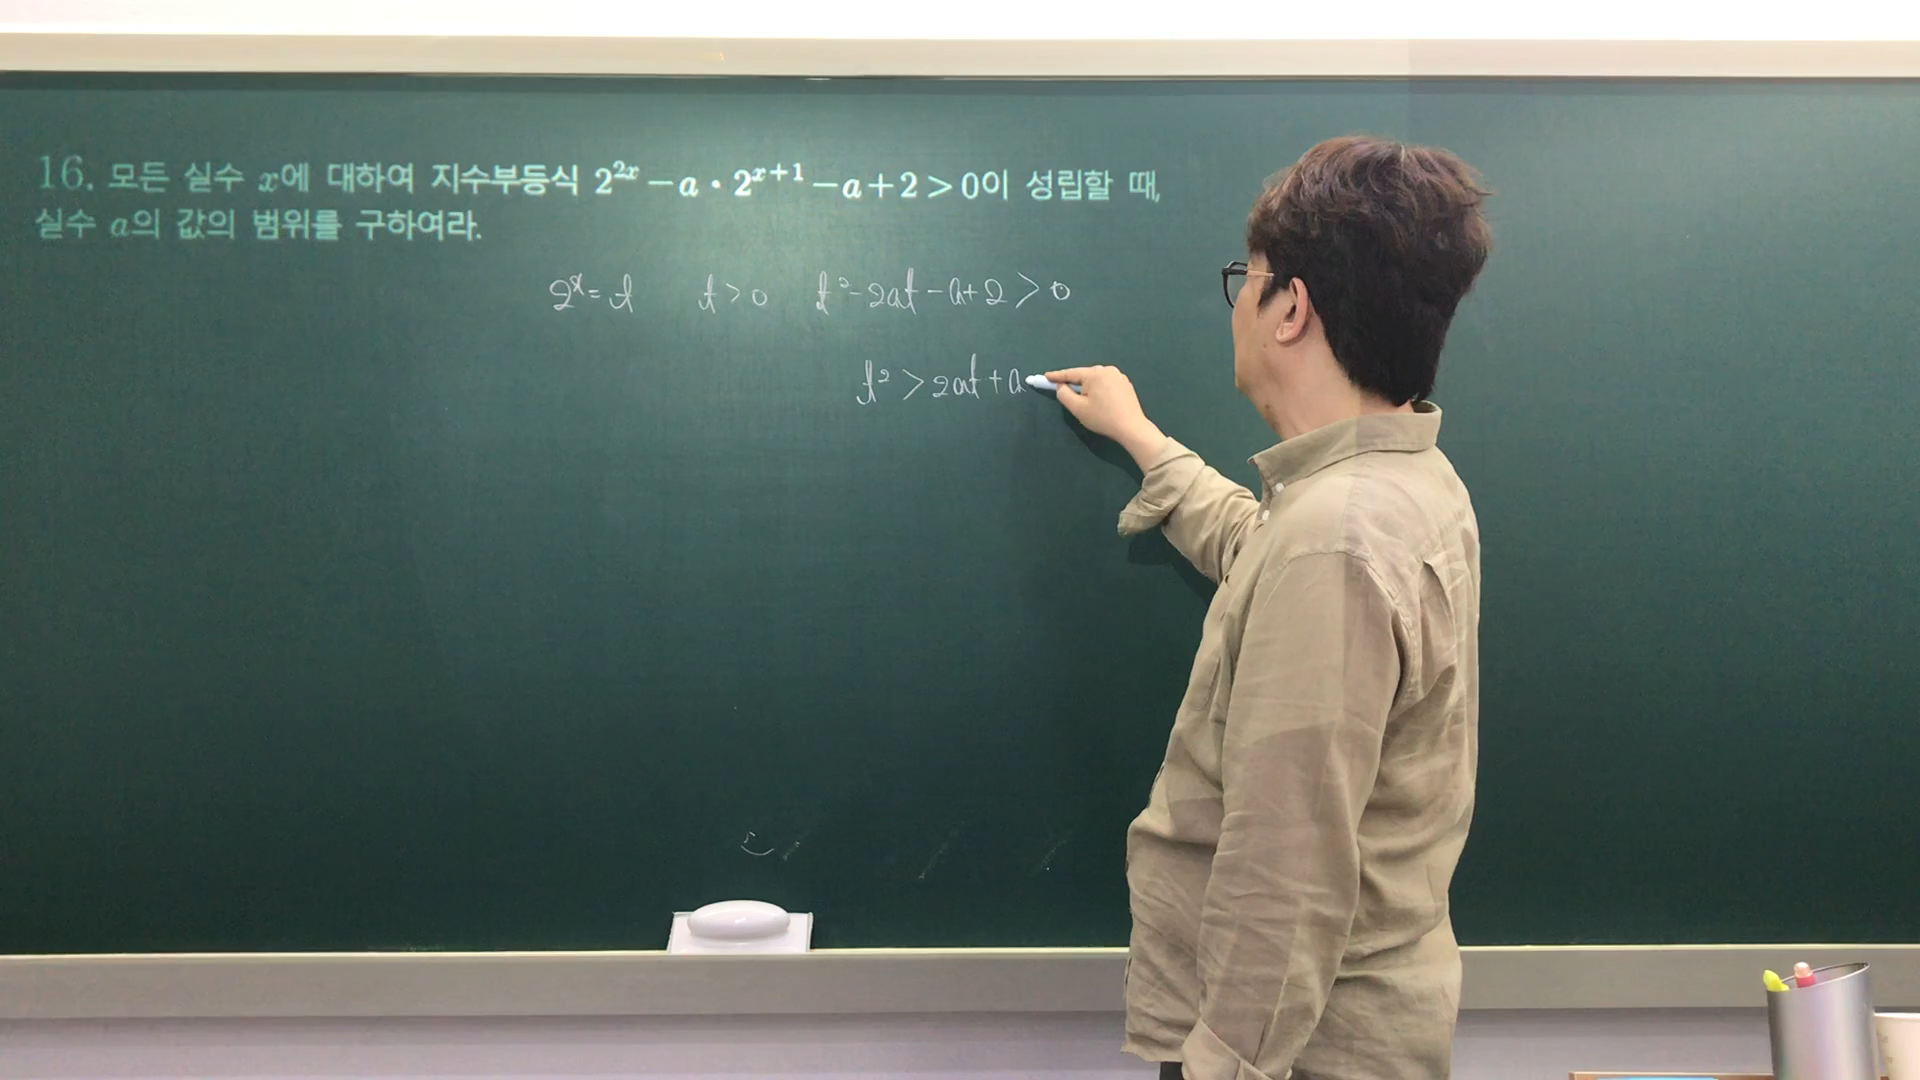 16. 모든 실수 x에 대하여 지수부등식 2^{2x} - a · 2^{x+1} - a + 2 > 0이 성립할 때,
실수 a의 값의 범위를 구하여라.
2^x = t t > 0 t^2 - 2at - a + 2 > 0
t^2 > 2at + a